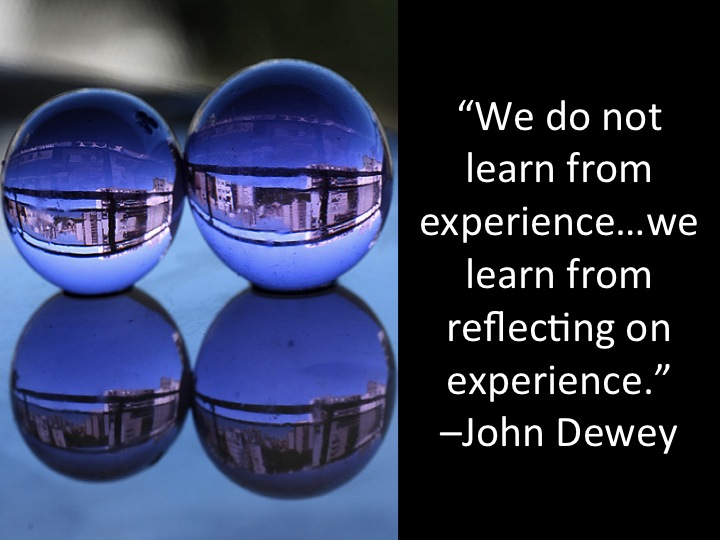 “We do not
learn from
experience…we
learn from
reflecting on
experience.”
–John Dewey